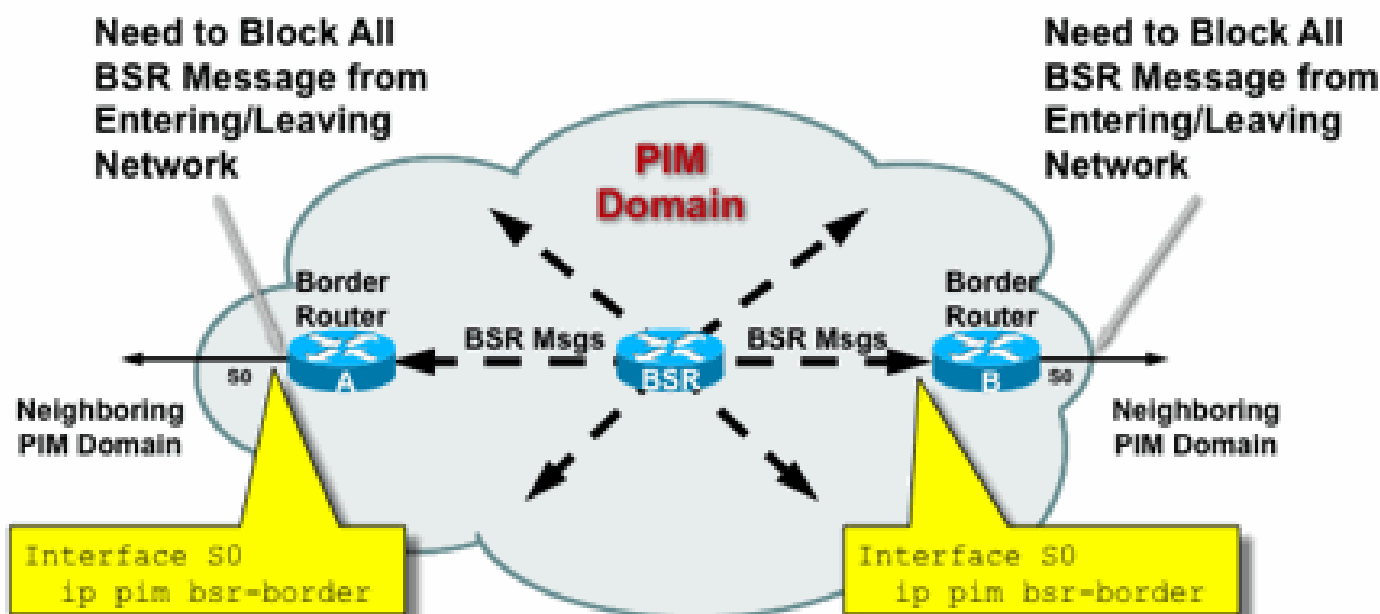 Need to Block All
BSR Message from
Entering/Leaving
Network
Need to Block All
BSR Message from
Entering/Leaving
Network
PIM
Domain
Border
Router
Border
Router
BSR Msgs
BSR Msgs
S0
A
BSR
B
S0
Neighboring
PIM Domain
Neighboring
PIM Domain
Interface S0
ip pim bsr-border
Interface S0
ip pim bsr-border